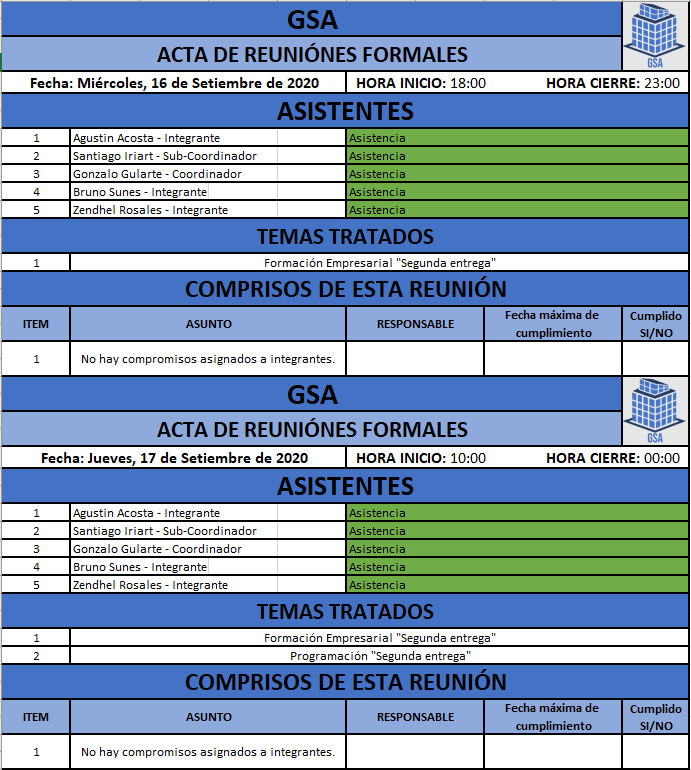 GSA
ACTA DE REUNIÓNES FORMALES
GSA
Fecha: Miércoles, 16 de Setiembre de 2020 HORA INICIO: 18:00 HORA CIERRE: 23:00
ASISTENTES
1 Agustin Acosta - Integrante Asistencia
2 Santiago Iriart - Sub-Coordinador Asistencia
3 Gonzalo Gularte - Coordinador Asistencia
4 Bruno Sunes - Integrante Asistencia
5 Zendhel Rosales - Integrante Asistencia
TEMAS TRATADOS
1 Formación Empresarial "Segunda entrega"
COMPRISOS DE ESTA REUNIÓN
ITEM ASUNTO RESPONSABLE Fecha máxima de cumplimiento Cumplido SI/NO
1 No hay compromisos asignados a integrantes.
GSA
ACTA DE REUNIÓNES FORMALES
GSA
Fecha: Jueves, 17 de Setiembre de 2020 HORA INICIO: 10:00 HORA CIERRE: 00:00
ASISTENTES
1 Agustin Acosta - Integrante Asistencia
2 Santiago Iriart - Sub-Coordinador Asistencia
3 Gonzalo Gularte - Coordinador Asistencia
4 Bruno Sunes - Integrante Asistencia
5 Zendhel Rosales - Integrante Asistencia
TEMAS TRATADOS
1 Formación Empresarial "Segunda entrega"
2 Programación "Segunda entrega"
COMPRISOS DE ESTA REUNIÓN
ITEM ASUNTO RESPONSABLE Fecha máxima de cumplimiento Cumplido SI/NO
1 No hay compromisos asignados a integrantes.